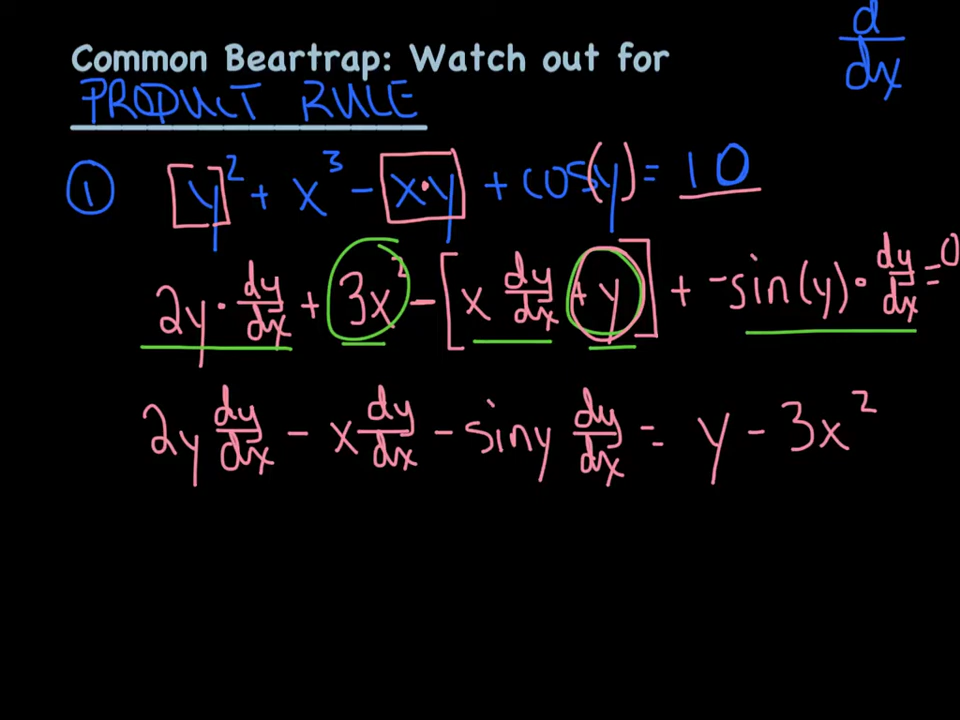 Common Beartrap: Watch out for
d/dx
PRODUCT RULE
① [y]² + x³ - x·y + cos(y) = 10
2y · dy/dx + 3x² - [x dy/dx + y] + -sin(y) · dy/dx = 0
2y dy/dx - x dy/dx - siny dy/dx = y - 3x²